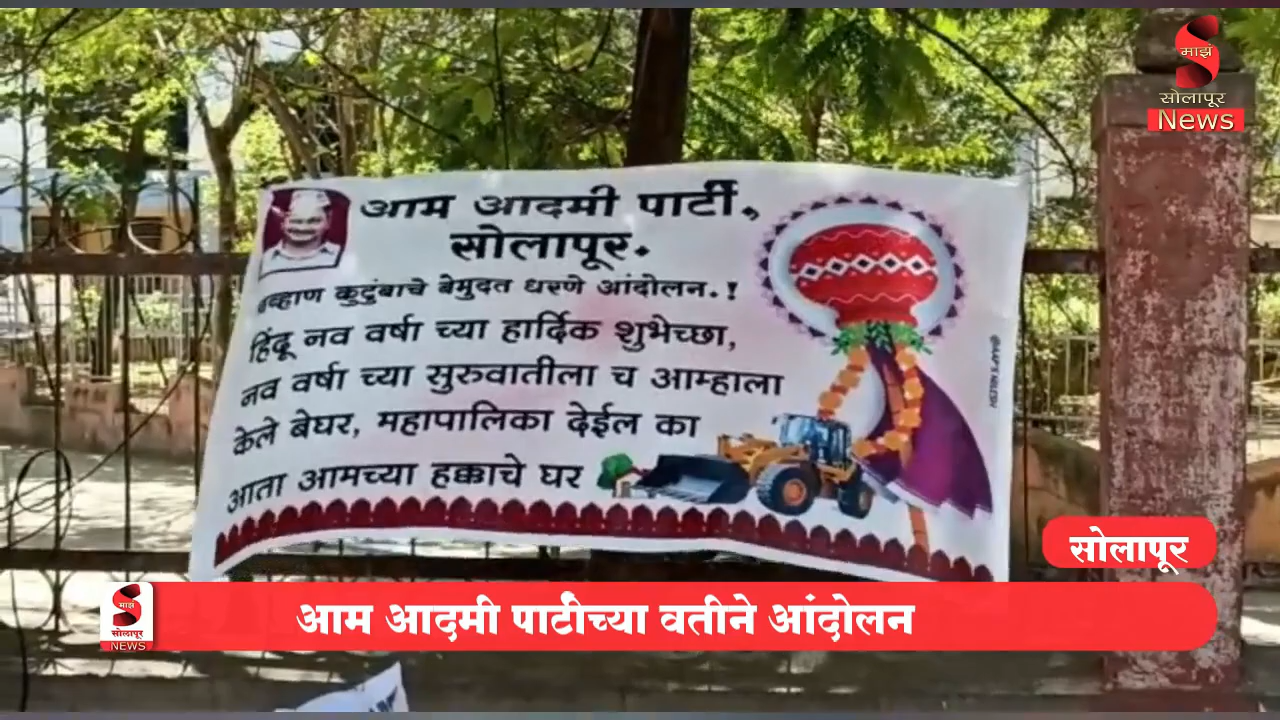 माझं
सोलापूर
News
आम आदमी पार्टी,
सोलापूर.
चव्हाण कुटुंबाचे बेमुदत धरणे आंदोलन.!
हिंदू नव वर्षा च्या हार्दिक शुभेच्छा,
नव वर्षा च्या सुरुवातीला च आम्हाला
केले बेघर, महापालिका देईल का
आता आमच्या हक्काचे घर
सोलापूर
माझं
सोलापूर
NEWS
आम आदमी पार्टीच्या वतीने आंदोलन